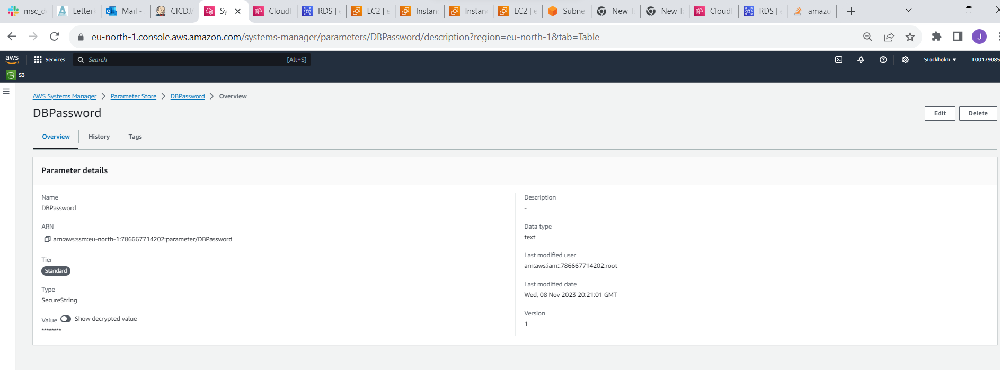 msc_d Letterk Mail - CICDJ Sy CloudF RDS | EC2 | e Instan Instan EC2 | e Subne New T New T CloudF RDS | amazo
eu-north-1.console.aws.amazon.com/systems-manager/parameters/DBPassword/description?region=eu-north-1&tab=Table
J
aws Services Search [Alt+S] Stockholm L00179085
S3
AWS Systems Manager > Parameter Store > DBPassword > Overview
DBPassword
Edit Delete
Overview History Tags
Parameter details
Name
DBPassword
ARN
arn:aws:ssm:eu-north-1:786667714202:parameter/DBPassword
Tier
Standard
Type
SecureString
Value Show decrypted value
********
Description
-
Data type
text
Last modified user
arn:aws:iam::786667714202:root
Last modified date
Wed, 08 Nov 2023 20:21:01 GMT
Version
1